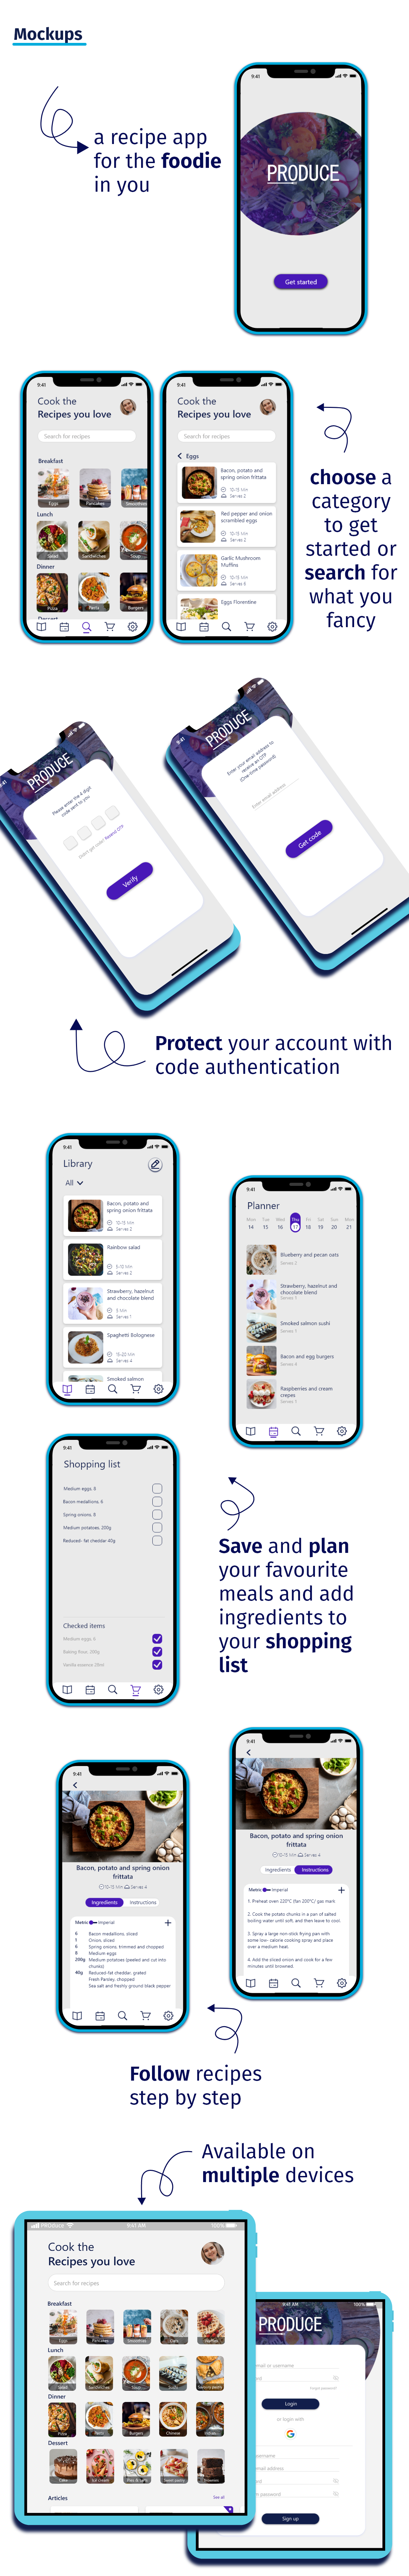 Mockups
a recipe app
for the foodie
in you
9:41
PRODUCE
Get started
9:41
Cook the
Recipes you love
Search for recipes
Breakfast
Eggs
Pancakes
Smoothies
Lunch
Salad
Sandwiches
Soup
Dinner
Pizza
Pasta
Burgers
Dessert
9:41
Cook the
Recipes you love
Search for recipes
Eggs
Bacon, potato and
spring onion frittata
10-15 Min
Serves 2
Red pepper and onion
scrambled eggs
10-15 Min
Serves 2
Garlic Mushroom
Muffins
10-15 Min
Serves 6
Eggs Florentine
choose a
category
to get
started or
search for
what you
fancy
PRODUCE
Please enter the 4 digit
code sent to you
Didn't get code? Resend OTP
Verify
9:41
PRODUCE
Enter your email address to
receive an OTP
(One-time password)
Enter email address
Get code
Protect your account with
code authentication
9:41
Library
All
Bacon, potato and
spring onion frittata
10-15 Min
Serves 2
Rainbow salad
5-10 Min
Serves 2
Strawberry, hazelnut
and chocolate blend
5 Min
Serves 1
Spaghetti Bolognese
15-20 Min
Serves 4
Smoked salmon
9:41
Planner
Mon Tue Wed Thu Fri Sat Sun Mon
14 15 16 17 18 19 20 21
Blueberry and pecan oats
Serves 2
Strawberry, hazelnut and
chocolate blend
Serves 1
Smoked salmon sushi
Serves 3
Bacon and egg burgers
Serves 4
Raspberries and cream
crepes
Serves 1
9:41
Shopping list
Medium eggs, 8
Bacon medallions, 6
Spring onions, 8
Medium potatoes, 200g
Reduced- fat cheddar 40g
Checked items
Medium eggs, 6
Baking flour, 200g
Vanilla essence 20ml
Save and plan
your favourite
meals and add
ingredients to
your shopping
list
9:41
Bacon, potato and spring onion
frittata
10-15 Min Serves 4
Ingredients Instructions
Metric Imperial
6 Bacon medallions, sliced
1 Onion, sliced
6 Spring onions, trimmed and chopped
8 Medium eggs
200g Medium potatoes (peeled and cut into
chunks)
40g Reduced-fat cheddar, grated
Fresh Parsley, chopped
Sea salt and freshly ground black pepper
9:41
Bacon, potato and spring onion
frittata
10-15 Min Serves 4
Ingredients Instructions
Metric Imperial
1. Preheat oven 220°C (fan 200°C)/ gas mark
2. Cook the potato chunks in a pan of salted
boiling water until soft, and then leave to cool.
3. Spray a large non-stick frying pan with
some low- calorie cooking spray and place
over a medium heat.
4. Add the sliced onion and cook for a few
minutes until browned.
Follow recipes
step by step
Available on
multiple devices
PROduce
9:41 AM
100%
Cook the
Recipes you love
Search for recipes
Breakfast
Eggs
Pancakes
Smoothies
Oats
Waffles
Lunch
Salad
Sandwiches
Soup
Sushi
Savoury pastry
Dinner
Pizza
Pasta
Burgers
Chinese
Indian
Dessert
Cake
Ice cream
Pies & tarts
Sweet pastry
Brownies
Articles
See all
9:41 AM
100%
PRODUCE
email or username
Forgot password?
Login
or login with
G
username
email address
password
Sign up